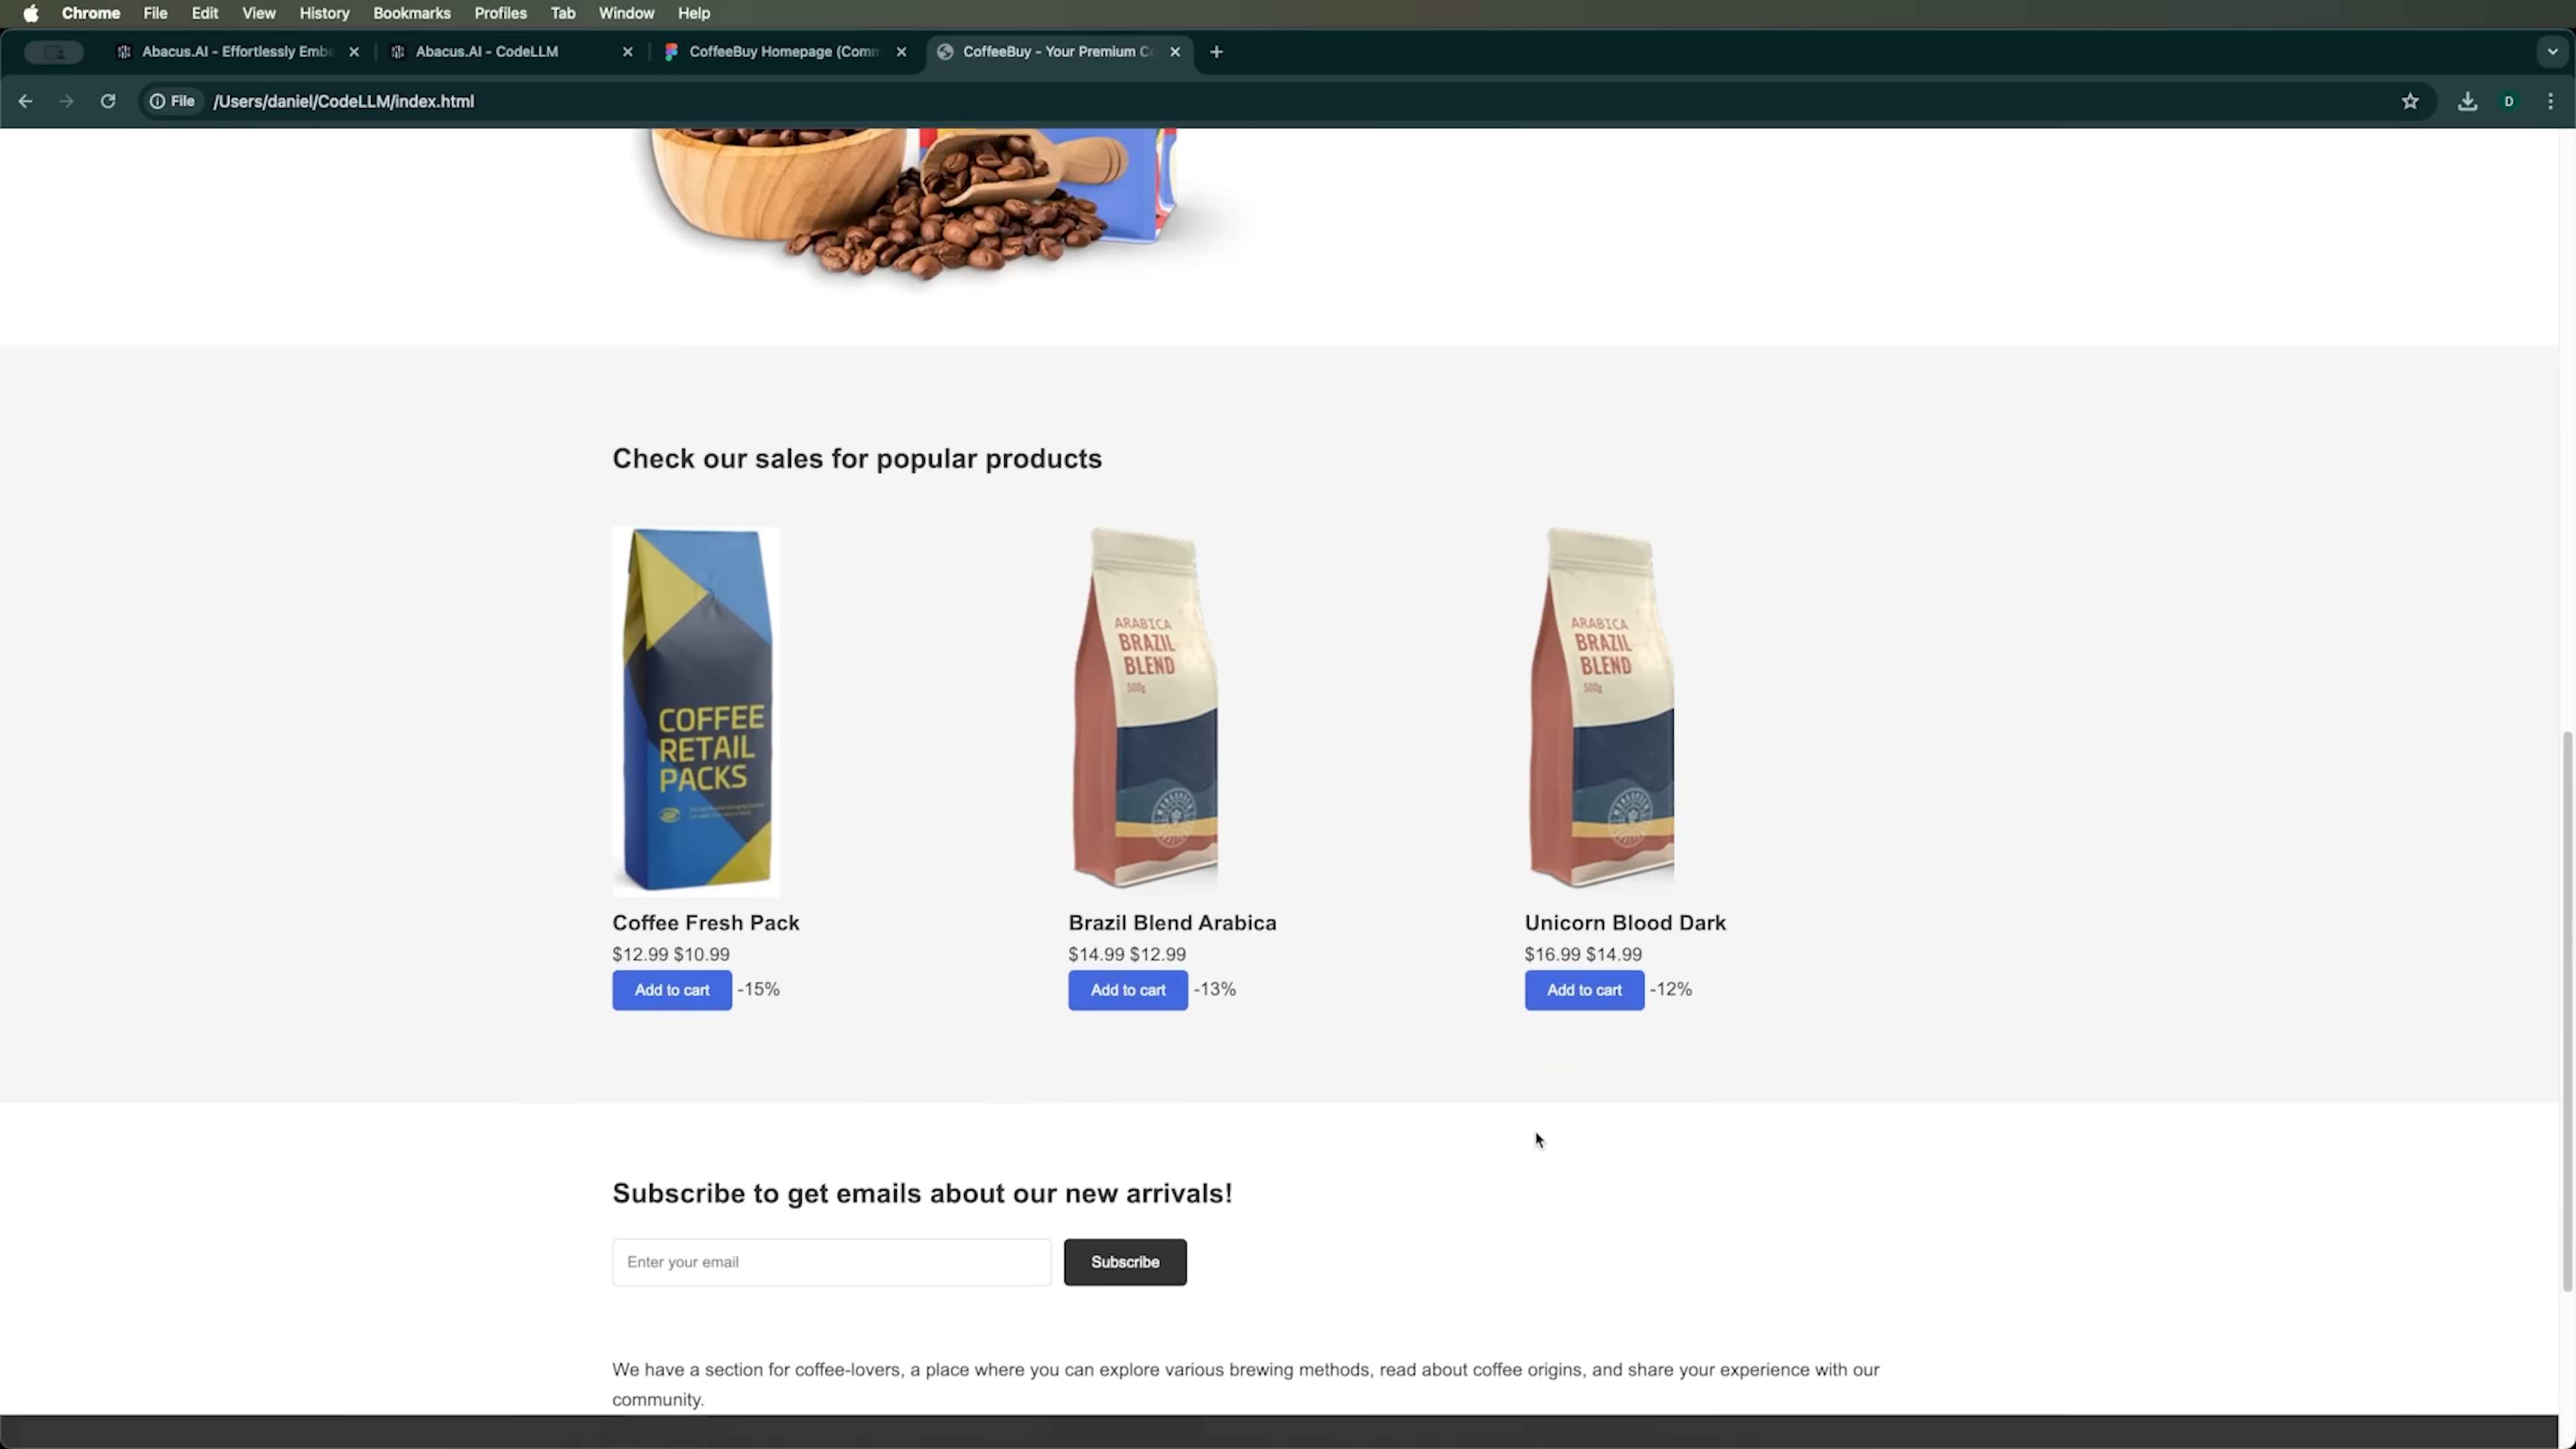 Chrome File Edit View History Bookmarks Profiles Tab Window Help
Abacus.AI - Effortlessly Embe
Abacus.AI - CodeLLM
CoffeeBuy Homepage (Comm
CoffeeBuy - Your Premium Co
File /Users/daniel/CodeLLM/index.html
D
Check our sales for popular products
COFFEE
RETAIL
PACKS
ARABICA
BRAZIL
BLEND
500g
ARABICA
BRAZIL
BLEND
500g
Coffee Fresh Pack
$12.99 $10.99
Add to cart -15%
Brazil Blend Arabica
$14.99 $12.99
Add to cart -13%
Unicorn Blood Dark
$16.99 $14.99
Add to cart -12%
Subscribe to get emails about our new arrivals!
Enter your email
Subscribe
We have a section for coffee-lovers, a place where you can explore various brewing methods, read about coffee origins, and share your experience with our
community.